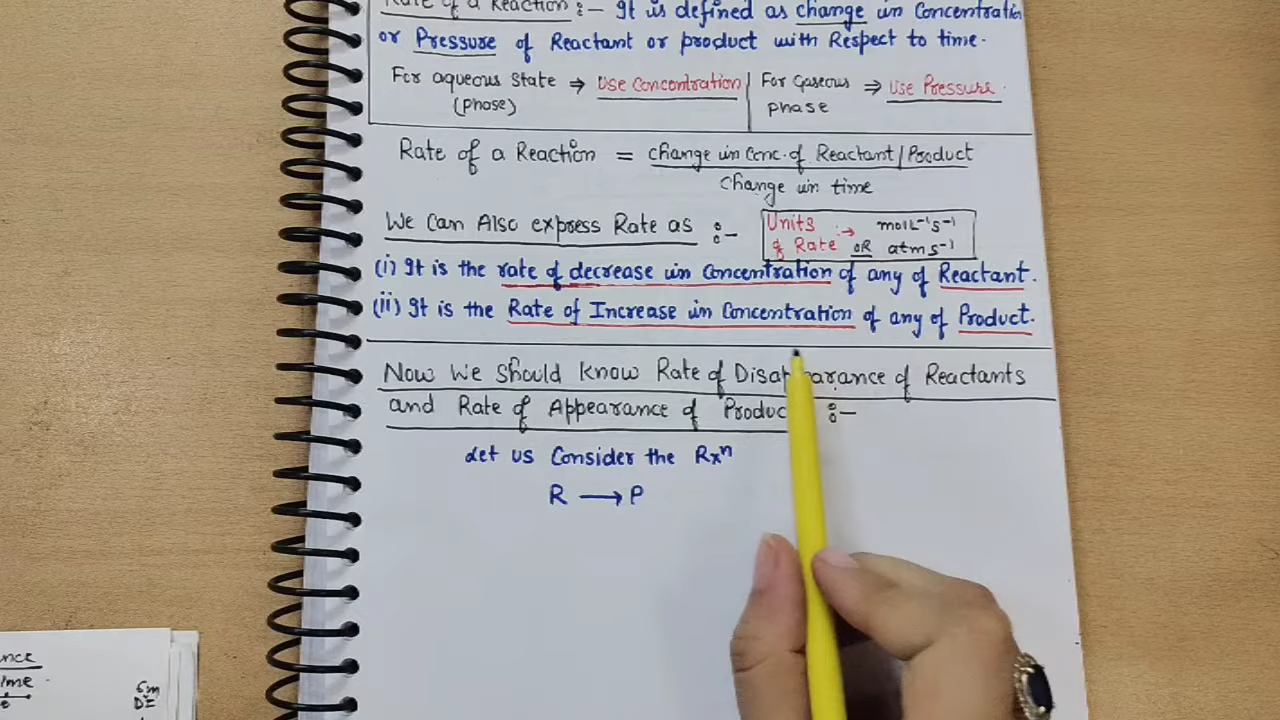 Rate of a Reaction :- It is defined as change in Concentration
or Pressure of Reactant or product with Respect to time.
For aqueous state → Use Concentration
(phase)
For Gaseous ⇒ Use Pressure.
phase
Rate of a Reaction = change in Conc. of Reactant/Product
Change in time
We Can Also express Rate as :-
Units → mol L⁻¹s⁻¹
of Rate OR atm s⁻¹
(i) It is the rate of decrease in Concentration of any of Reactant.
(ii) It is the Rate of Increase in Concentration of any of Product.
Now We Should Know Rate of Disapparance of Reactants
and Rate of Appearance of Product :-
Let us Consider the Rxⁿ
R → P